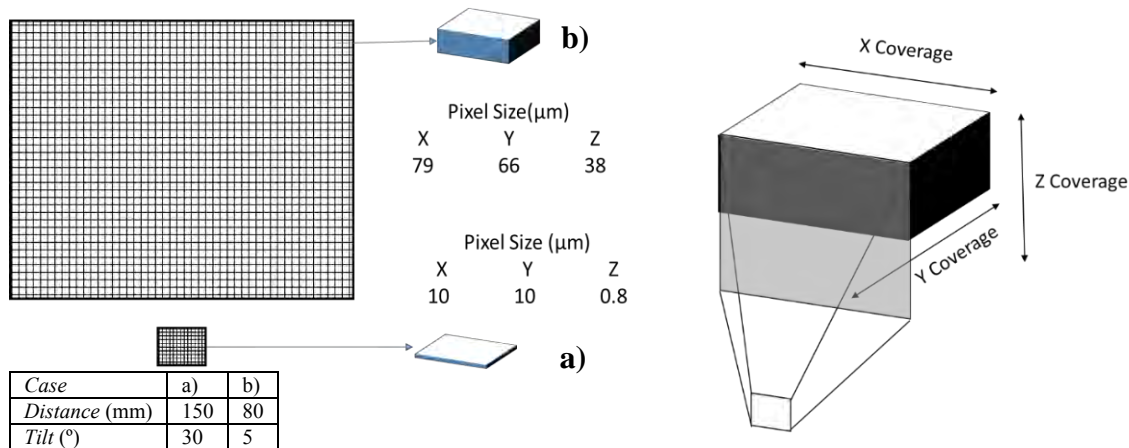 b)
Pixel Size(μm)
X Y Z
79 66 38
Pixel Size (μm)
X Y Z
10 10 0.8
a)
Case a) b)
Distance (mm) 150 80
Tilt (º) 30 5
X Coverage
Z Coverage
Y Coverage